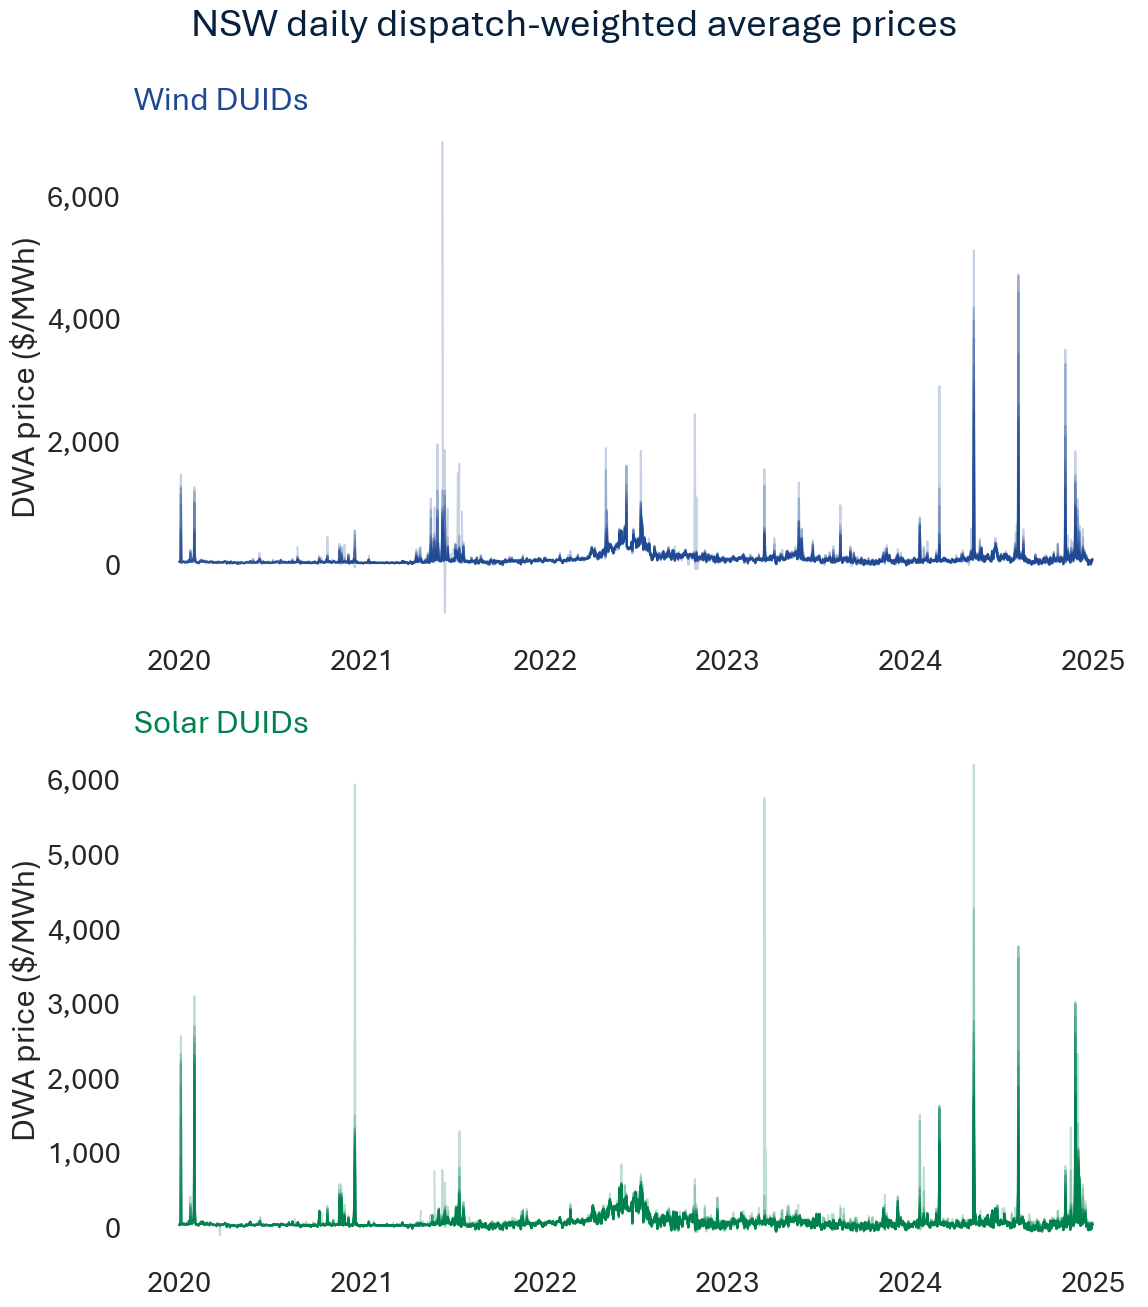 NSW daily dispatch-weighted average prices
Wind DUIDs
DWA price ($/MWh)
6,000
4,000
2,000
0
2020 2021 2022 2023 2024 2025
Solar DUIDs
DWA price ($/MWh)
6,000
5,000
4,000
3,000
2,000
1,000
0
2020 2021 2022 2023 2024 2025